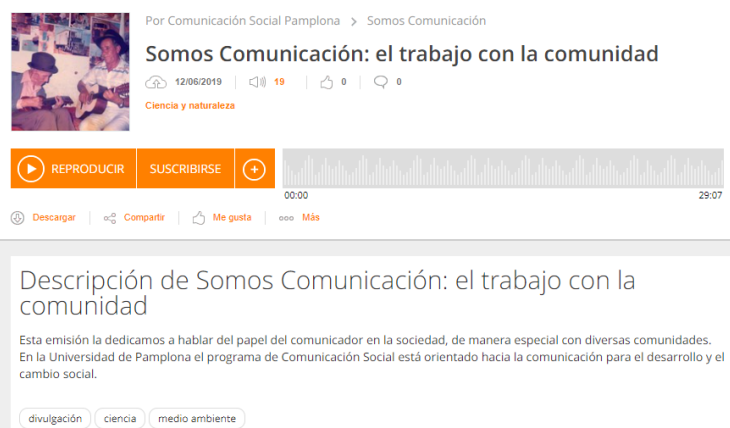 Por Comunicación Social Pamplona > Somos Comunicación
Somos Comunicación: el trabajo con la comunidad
12/06/2019 19 0 0
Ciencia y naturaleza
REPRODUCIR SUSCRIBIRSE +
00:00 29:07
Descargar Compartir Me gusta Más
Descripción de Somos Comunicación: el trabajo con la
comunidad
Esta emisión la dedicamos a hablar del papel del comunicador en la sociedad, de manera especial con diversas comunidades.
En la Universidad de Pamplona el programa de Comunicación Social está orientado hacia la comunicación para el desarrollo y el
cambio social.
divulgación ciencia medio ambiente